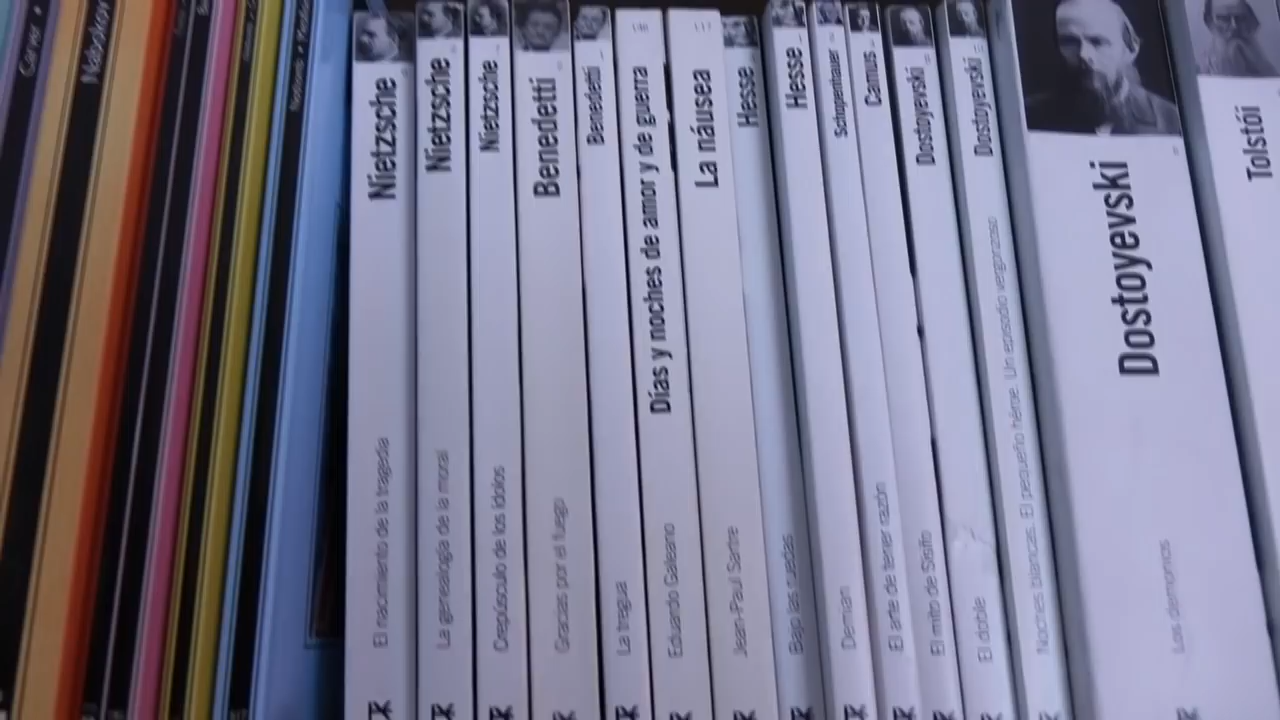 Carver
Nabokov
Nietzsche
El nacimiento de la tragedia
Nietzsche
La genealogía de la moral
Nietzsche
Crepúsculo de los ídolos
Benedetti
Gracias por el fuego
Benedetti
La tregua
Días y noches de amor y de guerra
Eduardo Galeano
La náusea
Jean-Paul Sartre
Hesse
Bajo las ruedas
Hesse
Demian
Schopenhauer
El arte de tener razón
Camus
El mito de Sísifo
Dostoyevski
El doble
Dostoyevski
Noches blancas. El pequeño héroe. Un episodio vergonzoso
Dostoyevski
Los demonios
Tolstói